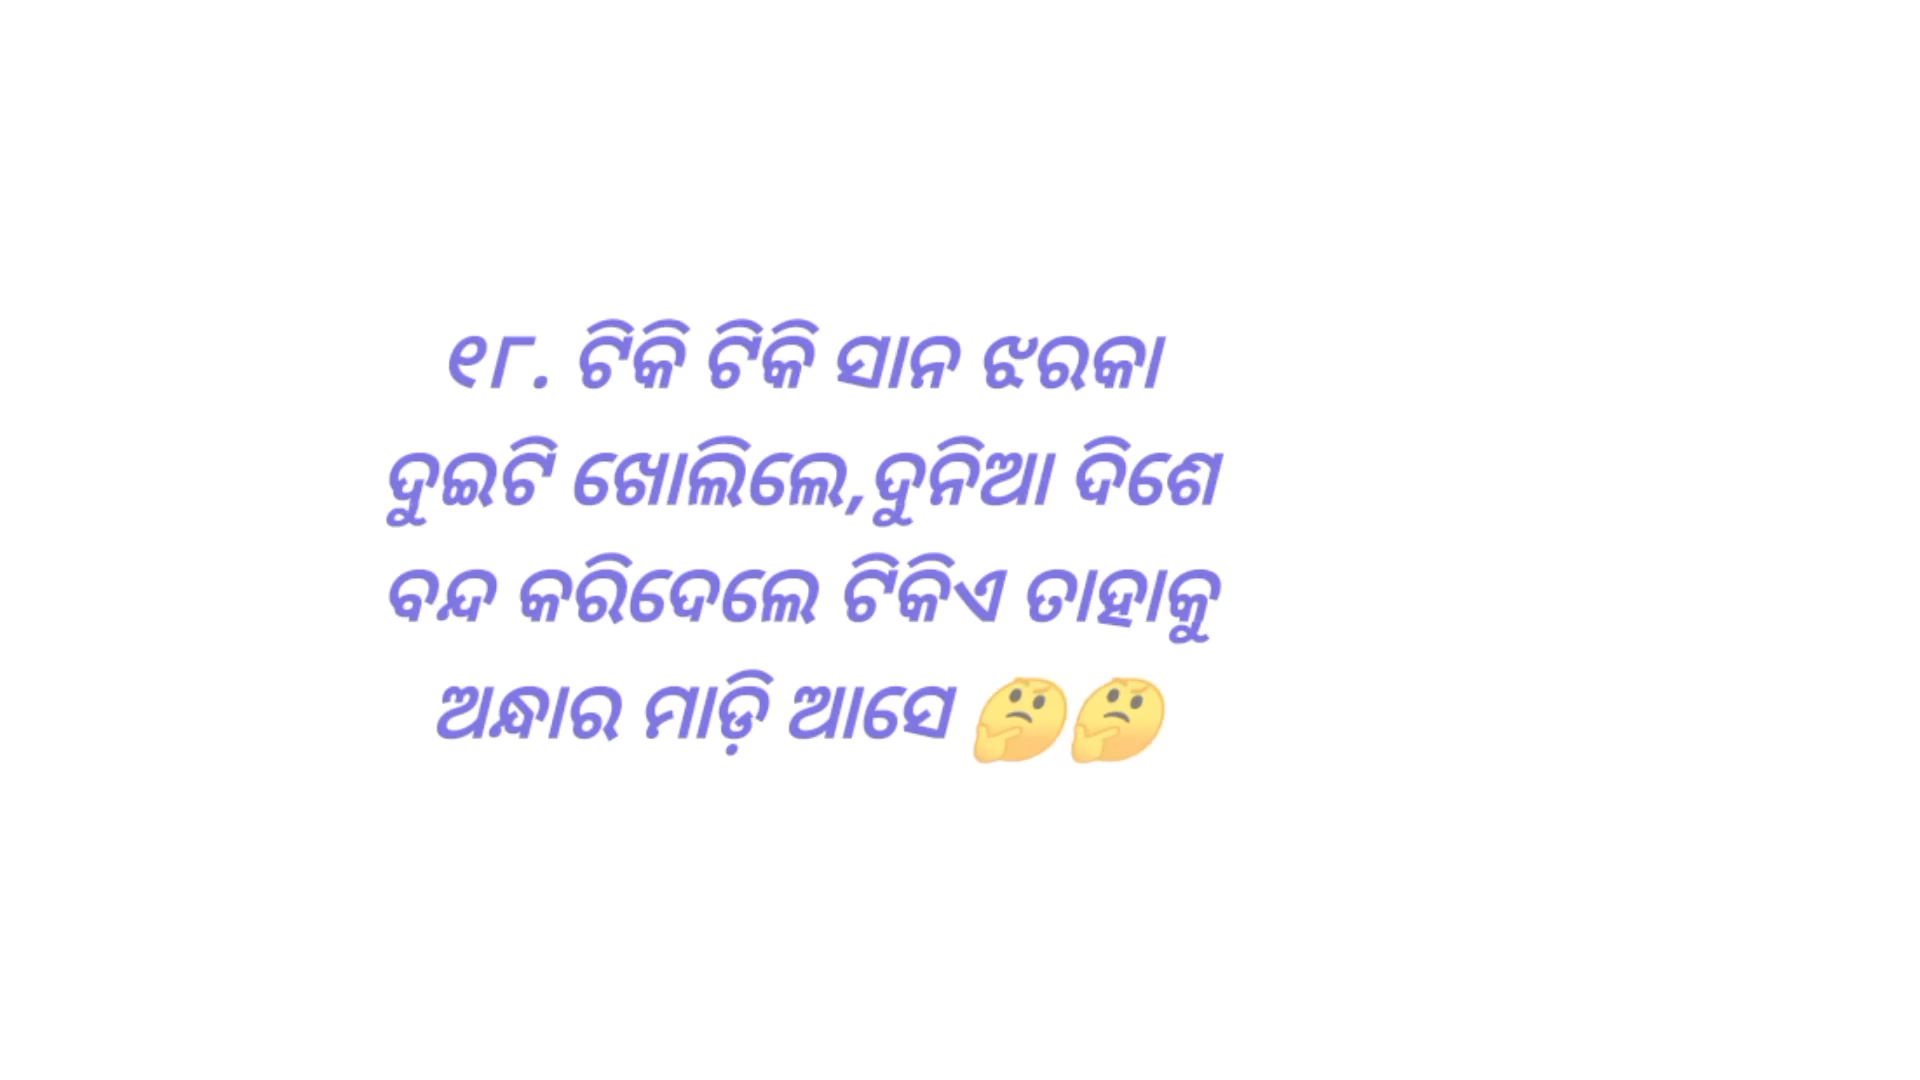 ୧୮. ଟିକି ଟିକି ସାନ ଝରକା
ଦୁଇଟି ଖୋଲିଲେ,ଦୁନିଆ ଦିଶେ
ବନ୍ଦ କରିଦେଲେ ଟିକିଏ ତାହାକୁ
ଅନ୍ଧାର ମାଡ଼ି ଆସେ 🤔🤔